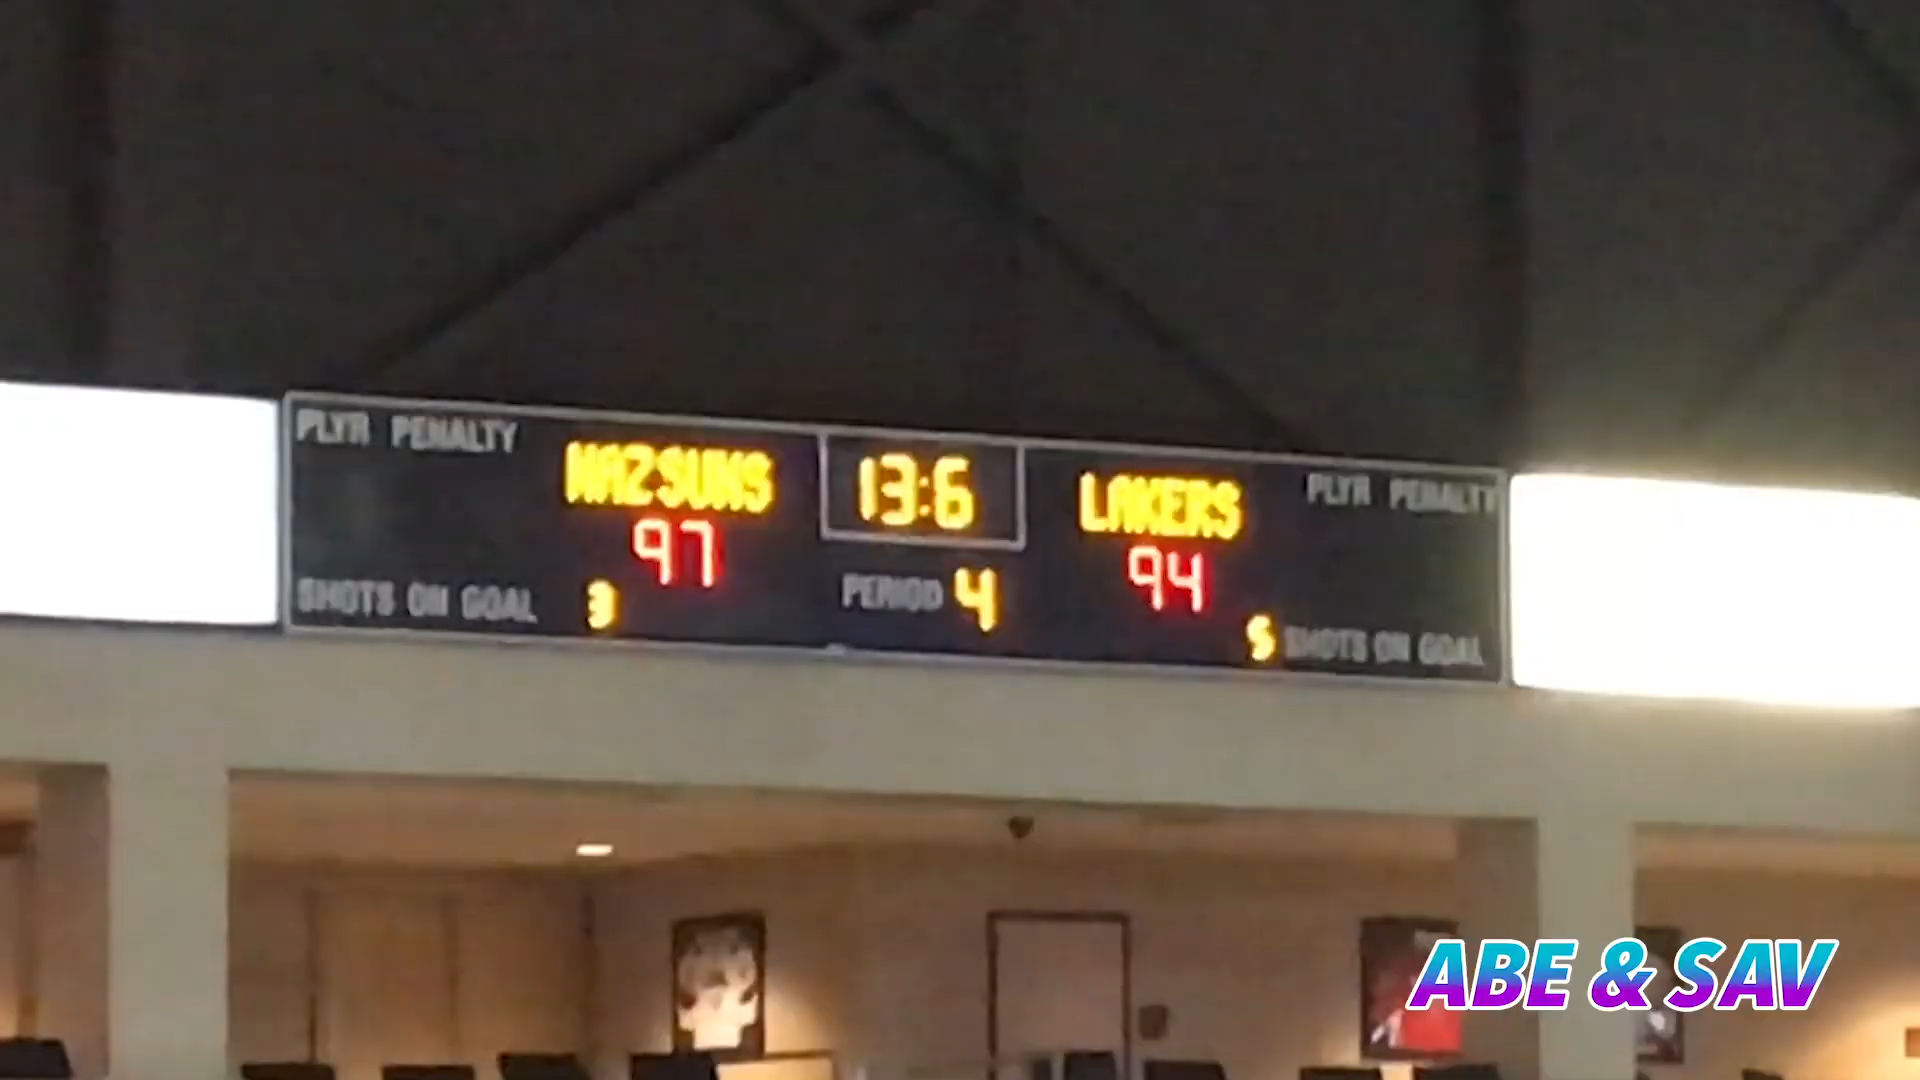 PLYR PENALTY
NAZSUNS
13:6
LAKERS
PLYR PENALTY
97
94
SHOTS ON GOAL
3
PERIOD 4
5
SHOTS ON GOAL
ABE & SAV